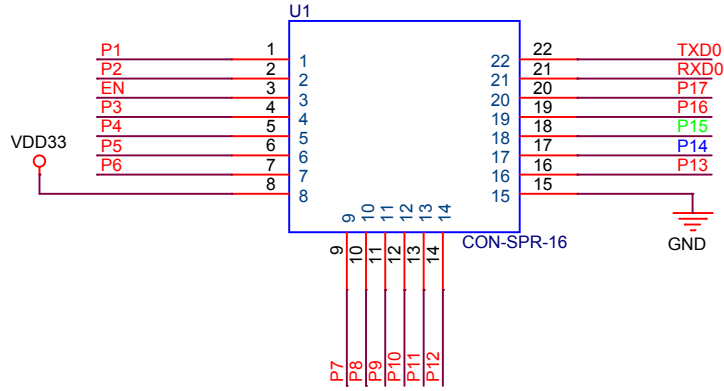 U1
P1 1 1 22 22 TXD0
P2 2 2 21 21 RXD0
EN 3 3 20 20 P17
P3 4 4 19 19 P16
P4 5 5 18 18 P15
VDD33 P5 6 6 17 17 P14
P6 7 7 16 16 P13
8 8 15 15
9 10 11 12 13 14
CON-SPR-16
GND
9 10 11 12 13 14
P7 P8 P9 P10 P11 P12